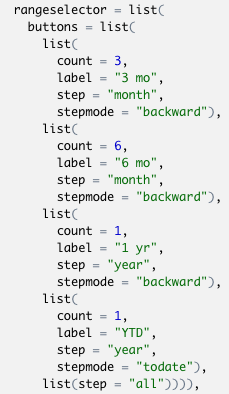 rangeselector = list(
  buttons = list(
    list(
      count = 3,
      label = "3 mo",
      step = "month",
      stepmode = "backward"),
    list(
      count = 6,
      label = "6 mo",
      step = "month",
      stepmode = "backward"),
    list(
      count = 1,
      label = "1 yr",
      step = "year",
      stepmode = "backward"),
    list(
      count = 1,
      label = "YTD",
      step = "year",
      stepmode = "todate"),
    list(step = "all")))),